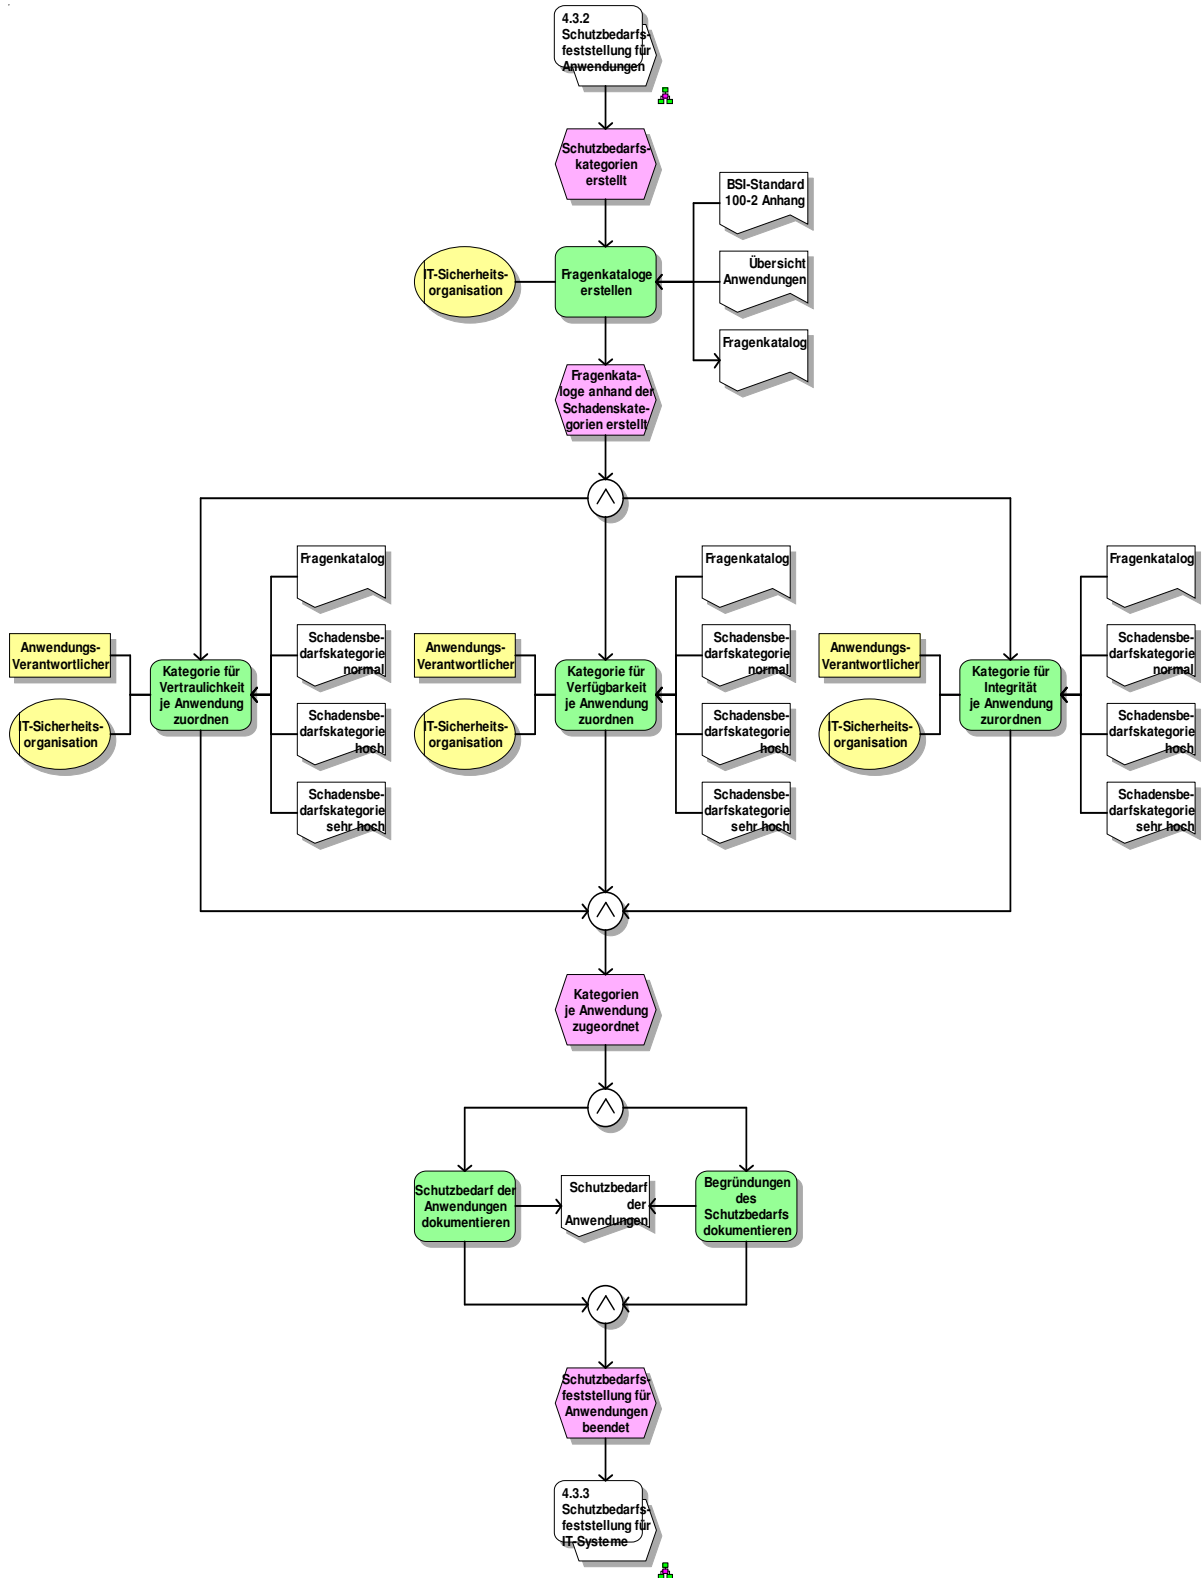 4.3.2
Schutzbedarfs-
feststellung für
Anwendungen
Schutzbedarfs-
kategorien
erstellt
BSI-Standard
100-2 Anhang
IT-Sicherheits-
organisation
Fragenkataloge
erstellen
Übersicht
Anwendungen
Fragenkatalog
Fragenkata-
loge anhand der
Schadenskate-
gorien erstellt
Fragenkatalog
Schadensbe-
darfskategorie
normal
Anwendungs-
Verantwortlicher
Kategorie für
Vertraulichkeit
je Anwendung
zuordnen
IT-Sicherheits-
organisation
Schadensbe-
darfskategorie
hoch
Schadensbe-
darfskategorie
sehr hoch
Fragenkatalog
Schadensbe-
darfskategorie
normal
Anwendungs-
Verantwortlicher
Kategorie für
Verfügbarkeit
je Anwendung
zuordnen
IT-Sicherheits-
organisation
Schadensbe-
darfskategorie
hoch
Schadensbe-
darfskategorie
sehr hoch
Fragenkatalog
Schadensbe-
darfskategorie
normal
Anwendungs-
Verantwortlicher
Kategorie für
Integrität
je Anwendung
zurordnen
IT-Sicherheits-
organisation
Schadensbe-
darfskategorie
hoch
Schadensbe-
darfskategorie
sehr hoch
Kategorien
je Anwendung
zugeordnet
Schutzbedarf der
Anwendungen
dokumentieren
Schutzbedarf
der
Anwendungen
Begründungen
des
Schutzbedarfs
dokumentieren
Schutzbedarfs-
feststellung für
Anwendungen
beendet
4.3.3
Schutzbedarfs-
feststellung für
IT-Systeme